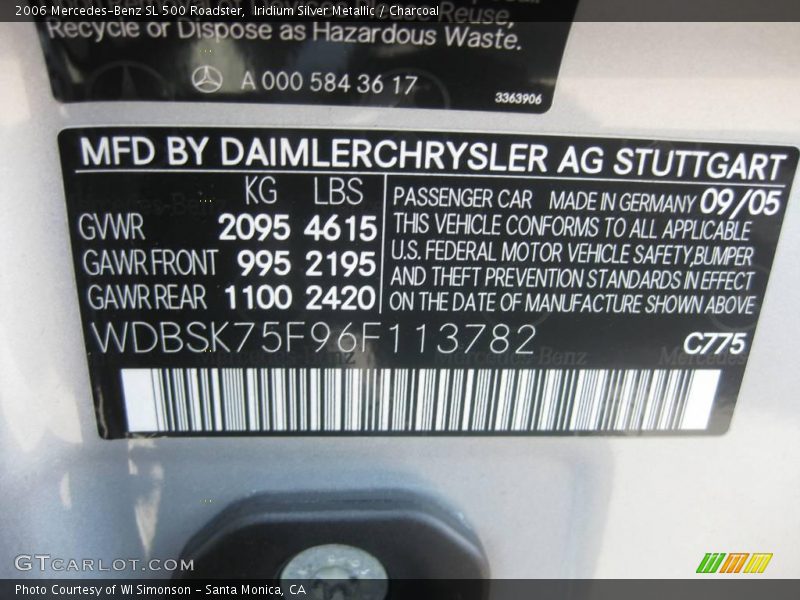 2006 Mercedes-Benz SL 500 Roadster, Iridium Silver Metallic / Charcoal
Reuse,
Recycle or Dispose as Hazardous Waste.
A 000 584 36 17
3363906
MFD BY DAIMLERCHRYSLER AG STUTTGART
KG LBS
GVWR 2095 4615
GAWR FRONT 995 2195
GAWR REAR 1100 2420
PASSENGER CAR MADE IN GERMANY 09/05
THIS VEHICLE CONFORMS TO ALL APPLICABLE
U.S. FEDERAL MOTOR VEHICLE SAFETY,BUMPER
AND THEFT PREVENTION STANDARDS IN EFFECT
ON THE DATE OF MANUFACTURE SHOWN ABOVE
WDBSK75F96F113782
C775
GTCARLOT.COM
Photo Courtesy of WI Simonson - Santa Monica, CA